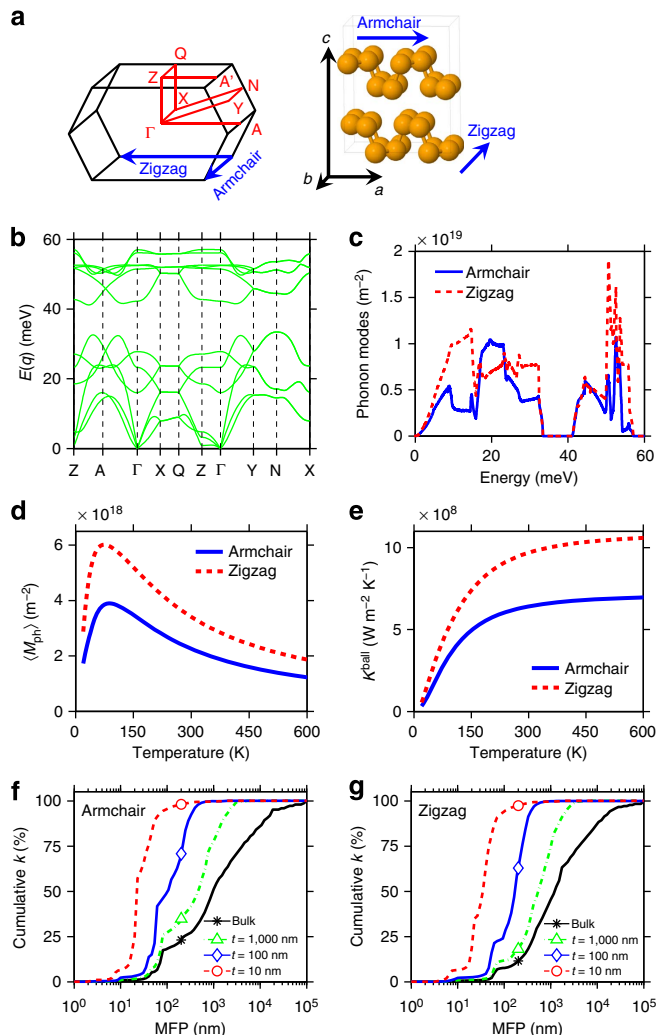 a
Q
Z
A'
N
X
Y
Γ
A
Zigzag
Armchair
Armchair
c
Zigzag
b
a
b
60
40
20
0
E(q) (meV)
Z A Γ X Q Z Γ Y N X
c
× 10¹⁹
2
1.5
1
0.5
0
Phonon modes (m⁻²)
Armchair
Zigzag
0 20 40 60
Energy (meV)
d
× 10¹⁸
6
4
2
0
⟨Mph⟩ (m⁻²)
Armchair
Zigzag
0 150 300 450 600
Temperature (K)
e
× 10⁸
10
5
0
Kball (W m⁻² K⁻¹)
Armchair
Zigzag
0 150 300 450 600
Temperature (K)
f
Armchair
100
75
50
25
0
Cumulative k (%)
Bulk
t = 1,000 nm
t = 100 nm
t = 10 nm
10⁰ 10¹ 10² 10³ 10⁴ 10⁵
MFP (nm)
g
Zigzag
100
75
50
25
0
Cumulative k (%)
Bulk
t = 1,000 nm
t = 100 nm
t = 10 nm
10⁰ 10¹ 10² 10³ 10⁴ 10⁵
MFP (nm)